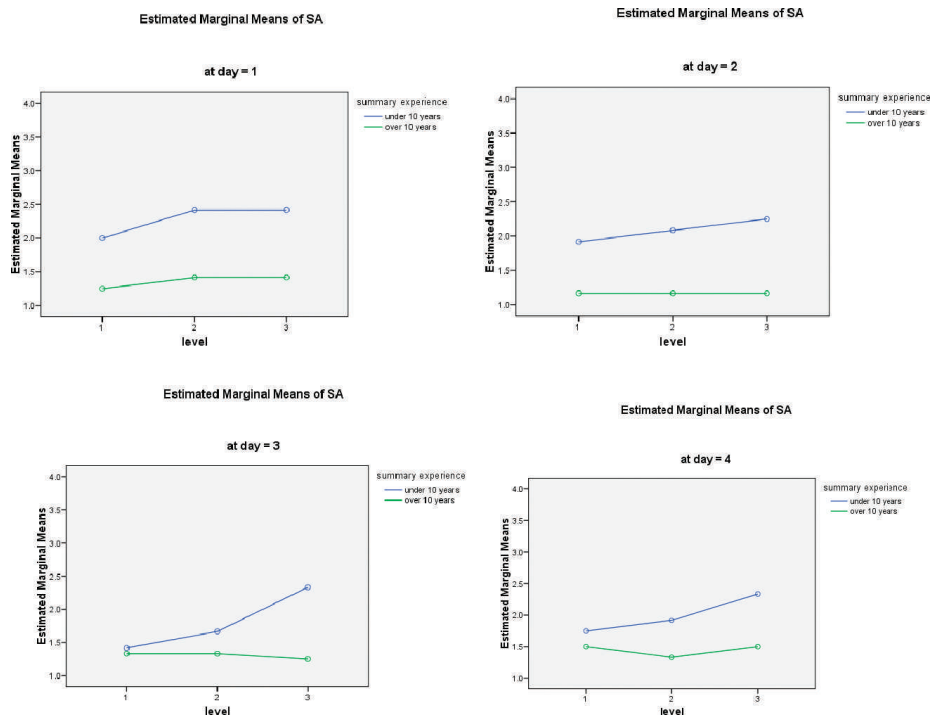 Estimated Marginal Means of SA
at day = 1
summary experience
under 10 years
over 10 years
Estimated Marginal Means
4.0
3.5
3.0
2.5
2.0
1.5
1.0
1 2 3
level
Estimated Marginal Means of SA
at day = 2
summary experience
under 10 years
over 10 years
Estimated Marginal Means
4.0
3.5
3.0
2.5
2.0
1.5
1.0
1 2 3
level
Estimated Marginal Means of SA
at day = 3
summary experience
under 10 years
over 10 years
Estimated Marginal Means
4.0
3.5
3.0
2.5
2.0
1.5
1.0
1 2 3
level
Estimated Marginal Means of SA
at day = 4
summary experience
under 10 years
over 10 years
Estimated Marginal Means
4.0
3.5
3.0
2.5
2.0
1.5
1.0
1 2 3
level